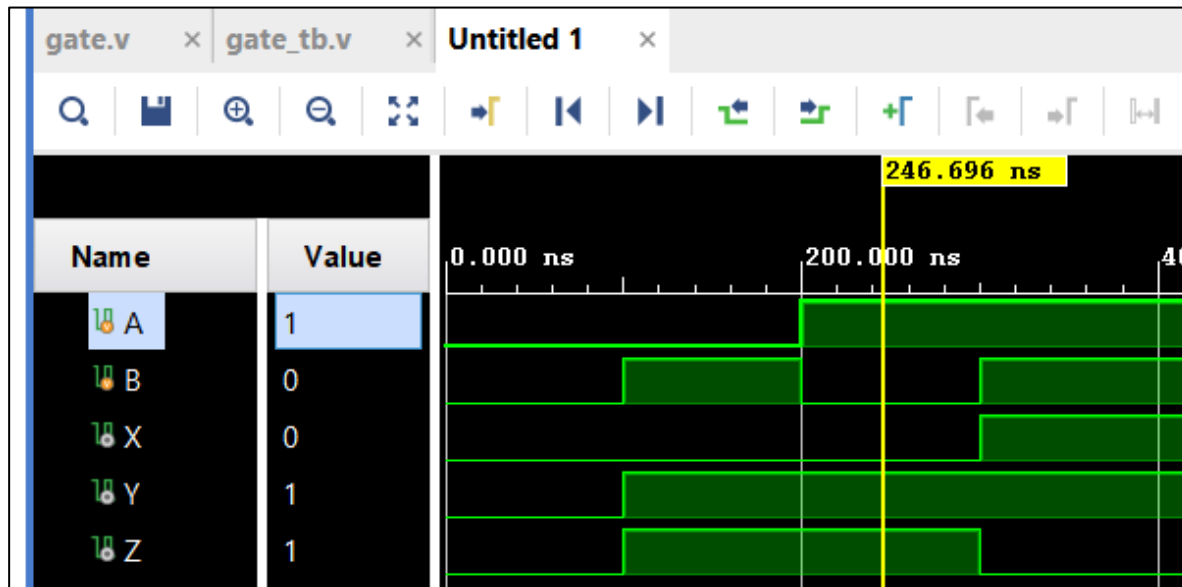 gate.v × gate_tb.v × Untitled 1 ×
246.696 ns
Name Value 0.000 ns 200.000 ns 40
A 1
B 0
X 0
Y 1
Z 1